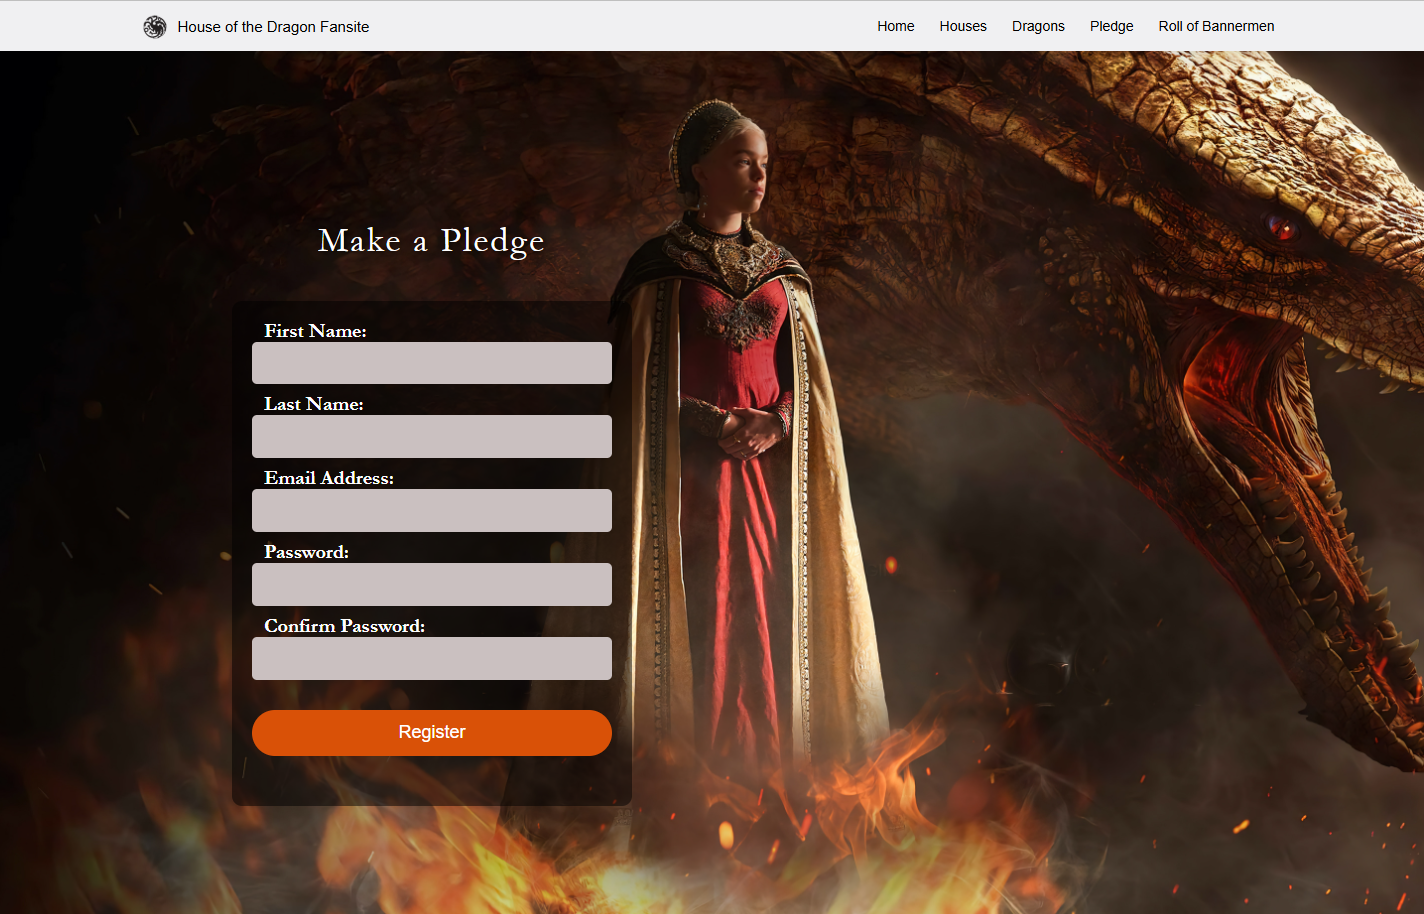 House of the Dragon Fansite
Home Houses Dragons Pledge Roll of Bannermen
Make a Pledge
First Name:
Last Name:
Email Address:
Password:
Confirm Password:
Register